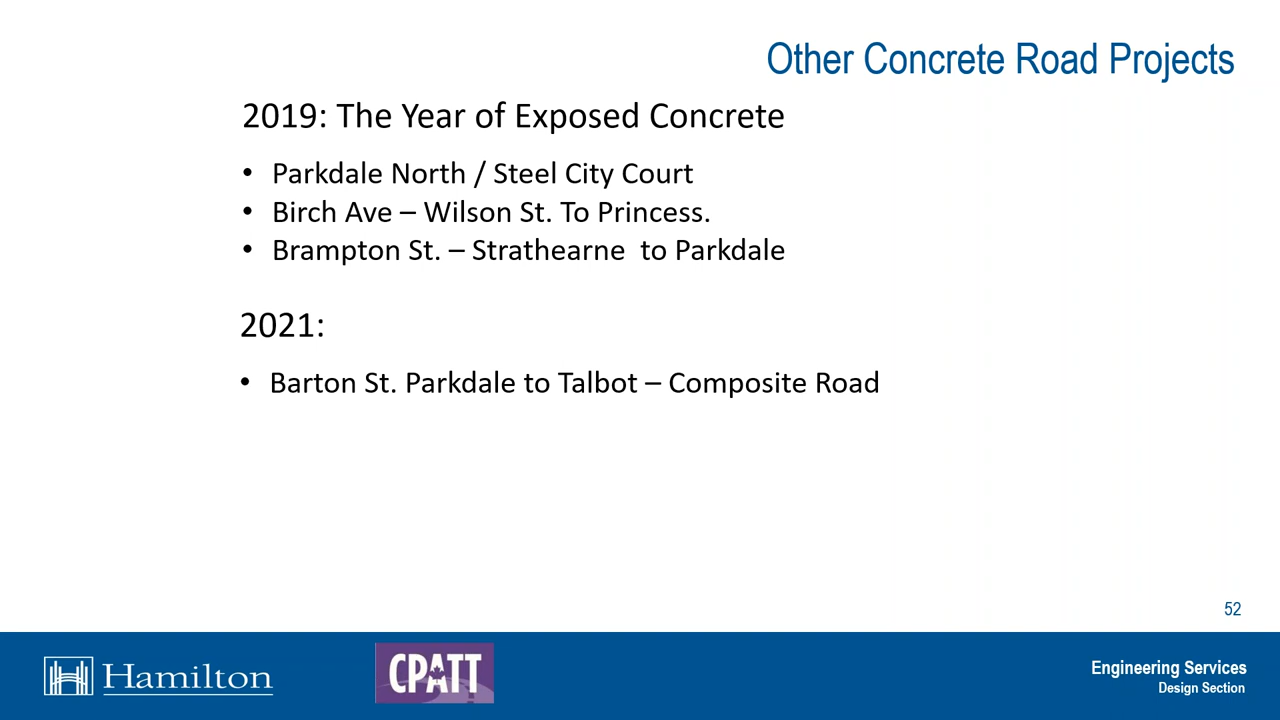 Other Concrete Road Projects
2019: The Year of Exposed Concrete
• Parkdale North / Steel City Court
• Birch Ave – Wilson St. To Princess.
• Brampton St. – Strathearne  to Parkdale
2021:
• Barton St. Parkdale to Talbot – Composite Road
52
Hamilton
CPATT
Engineering Services
Design Section